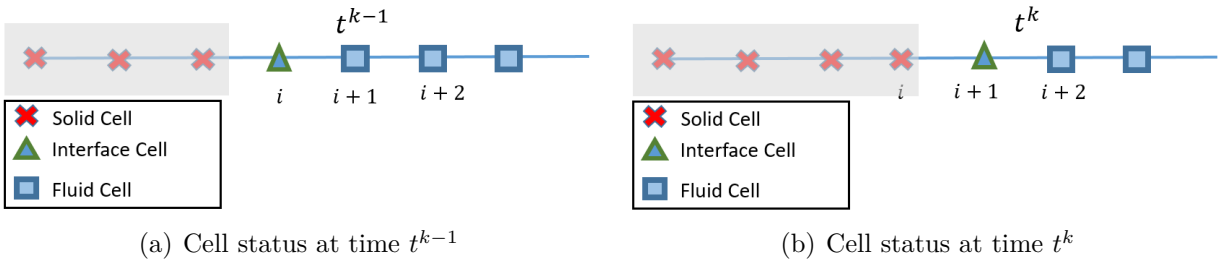 t^{k-1}
i
i + 1
i + 2
Solid Cell
Interface Cell
Fluid Cell
(a) Cell status at time t^{k-1}
t^k
i
i + 1
i + 2
Solid Cell
Interface Cell
Fluid Cell
(b) Cell status at time t^k